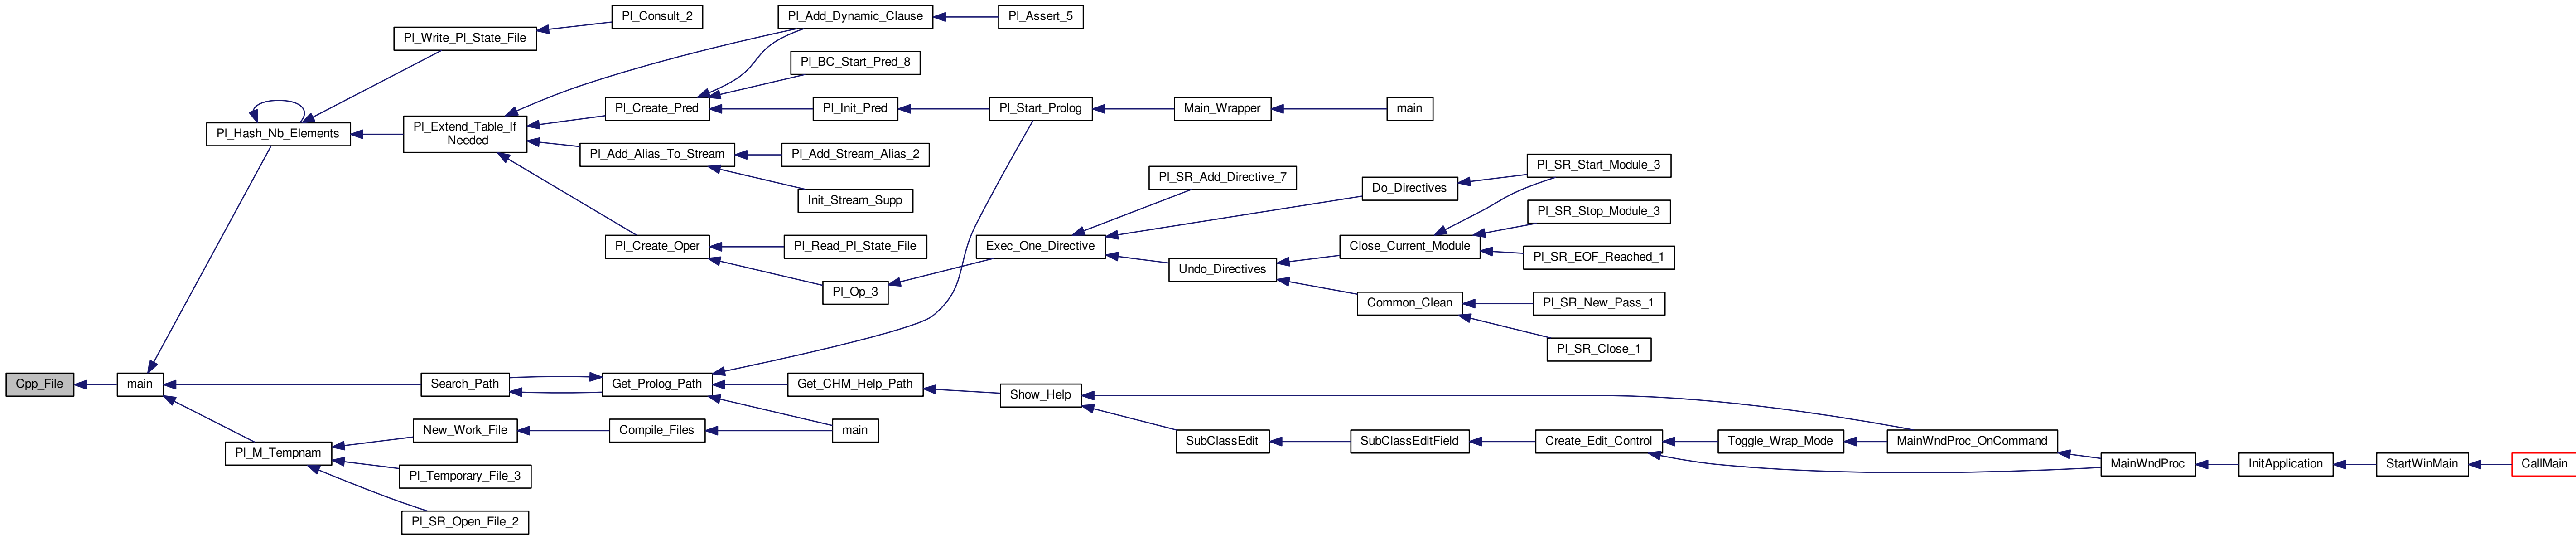 Pl_Consult_2
Pl_Add_Dynamic_Clause
Pl_Assert_5
Pl_Write_Pl_State_File
Pl_BC_Start_Pred_8
Pl_Create_Pred
Pl_Init_Pred
Pl_Start_Prolog
Main_Wrapper
main
Pl_Hash_Nb_Elements
Pl_Extend_Table_If
_Needed
Pl_Add_Alias_To_Stream
Pl_Add_Stream_Alias_2
Pl_SR_Start_Module_3
Pl_SR_Add_Directive_7
Do_Directives
Init_Stream_Supp
Pl_SR_Stop_Module_3
Pl_Create_Oper
Pl_Read_Pl_State_File
Exec_One_Directive
Close_Current_Module
Pl_SR_EOF_Reached_1
Undo_Directives
Pl_Op_3
Common_Clean
Pl_SR_New_Pass_1
Pl_SR_Close_1
Cpp_File
main
Search_Path
Get_Prolog_Path
Get_CHM_Help_Path
Show_Help
New_Work_File
Compile_Files
main
SubClassEdit
SubClassEditField
Create_Edit_Control
Toggle_Wrap_Mode
MainWndProc_OnCommand
Pl_M_Tempnam
MainWndProc
InitApplication
StartWinMain
CallMain
Pl_Temporary_File_3
Pl_SR_Open_File_2